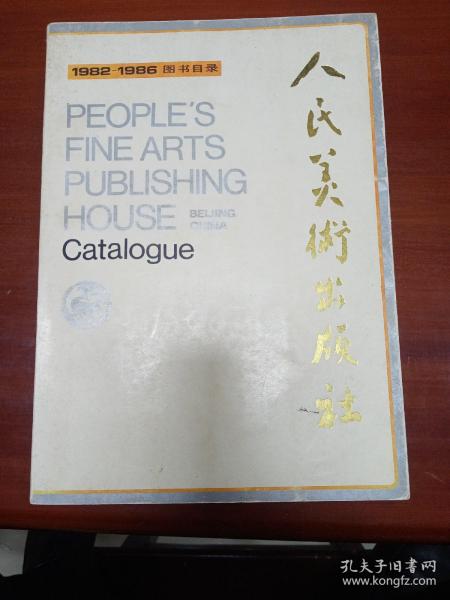 1982-1986 图书目录
PEOPLE'S
FINE ARTS
PUBLISHING
HOUSE BEIJING
CHINA
Catalogue
人民美術出版社
孔夫子旧书网
www.kongfz.com